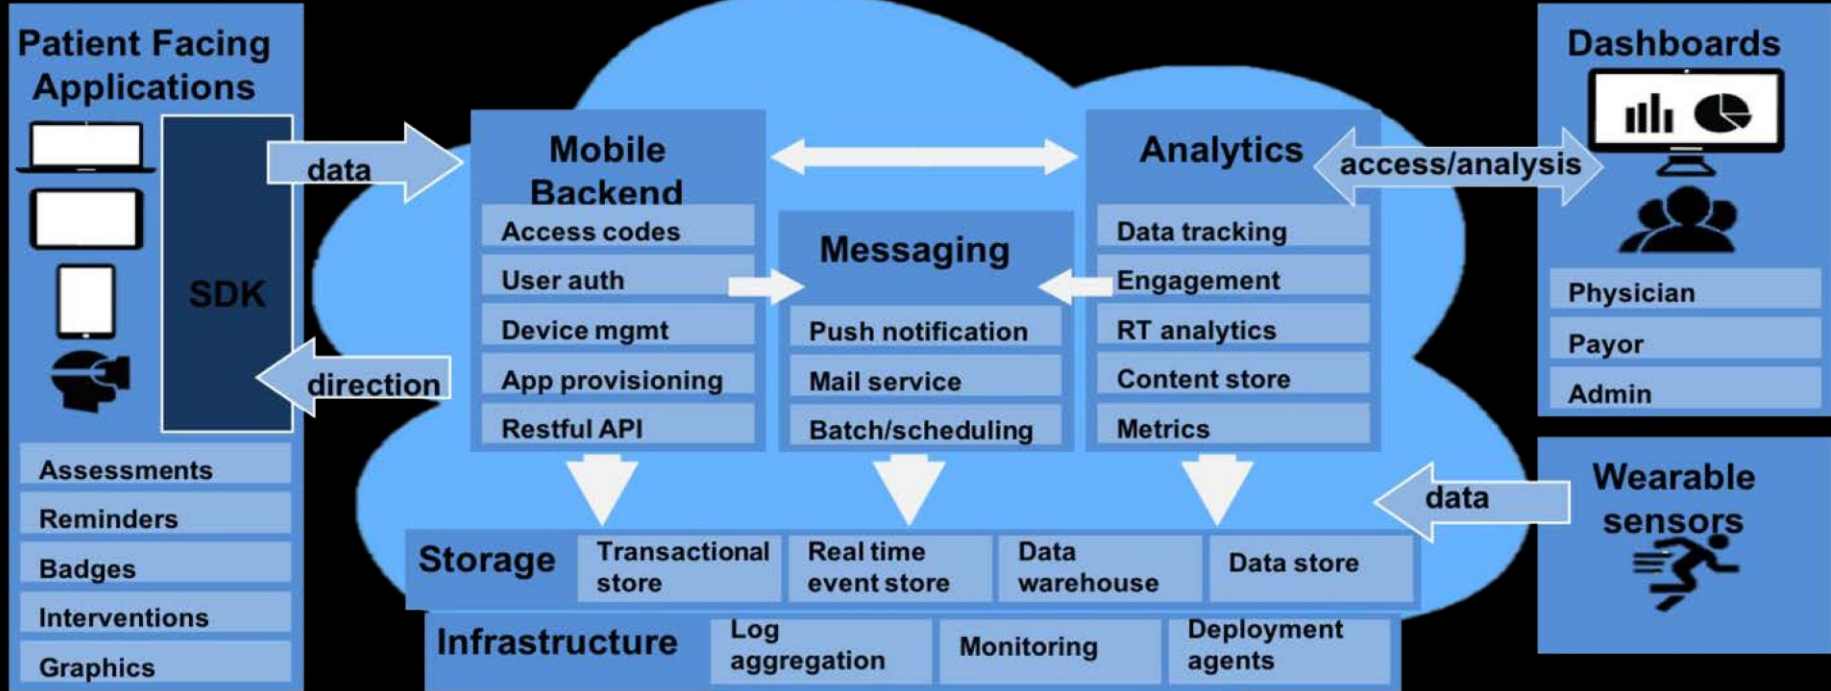 Patient Facing
Applications
SDK
Assessments
Reminders
Badges
Interventions
Graphics
data
direction
Mobile
Backend
Access codes
User auth
Device mgmt
App provisioning
Restful API
Messaging
Push notification
Mail service
Batch/scheduling
Analytics
Data tracking
Engagement
RT analytics
Content store
Metrics
access/analysis
Dashboards
Physician
Payor
Admin
data
Wearable
sensors
Storage
Transactional
store
Real time
event store
Data
warehouse
Data store
Infrastructure
Log
aggregation
Monitoring
Deployment
agents